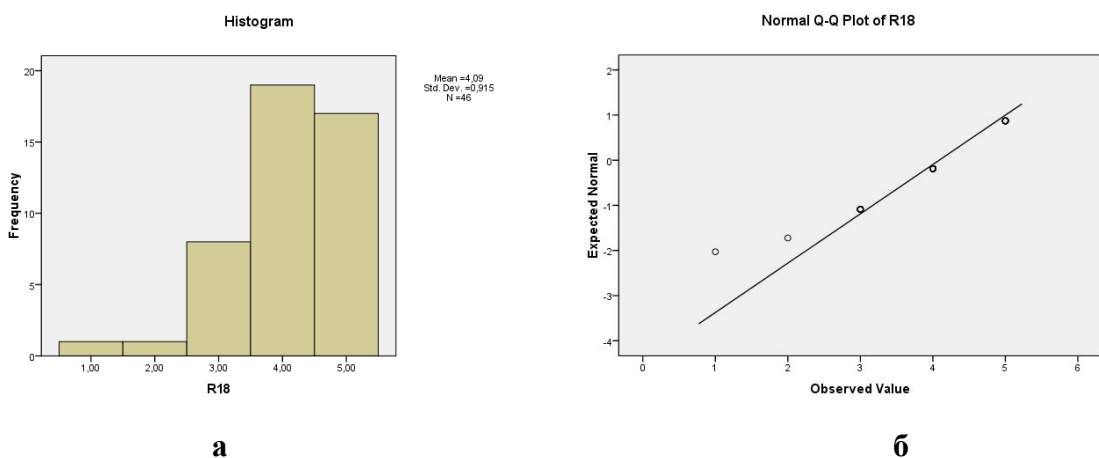 Histogram
Mean =4,09
Std. Dev. =0,915
N =46
20
15
10
5
0
Frequency
1,00 2,00 3,00 4,00 5,00
R18
а
Normal Q-Q Plot of R18
2
1
0
-1
-2
-3
-4
Expected Normal
0 1 2 3 4 5 6
Observed Value
б